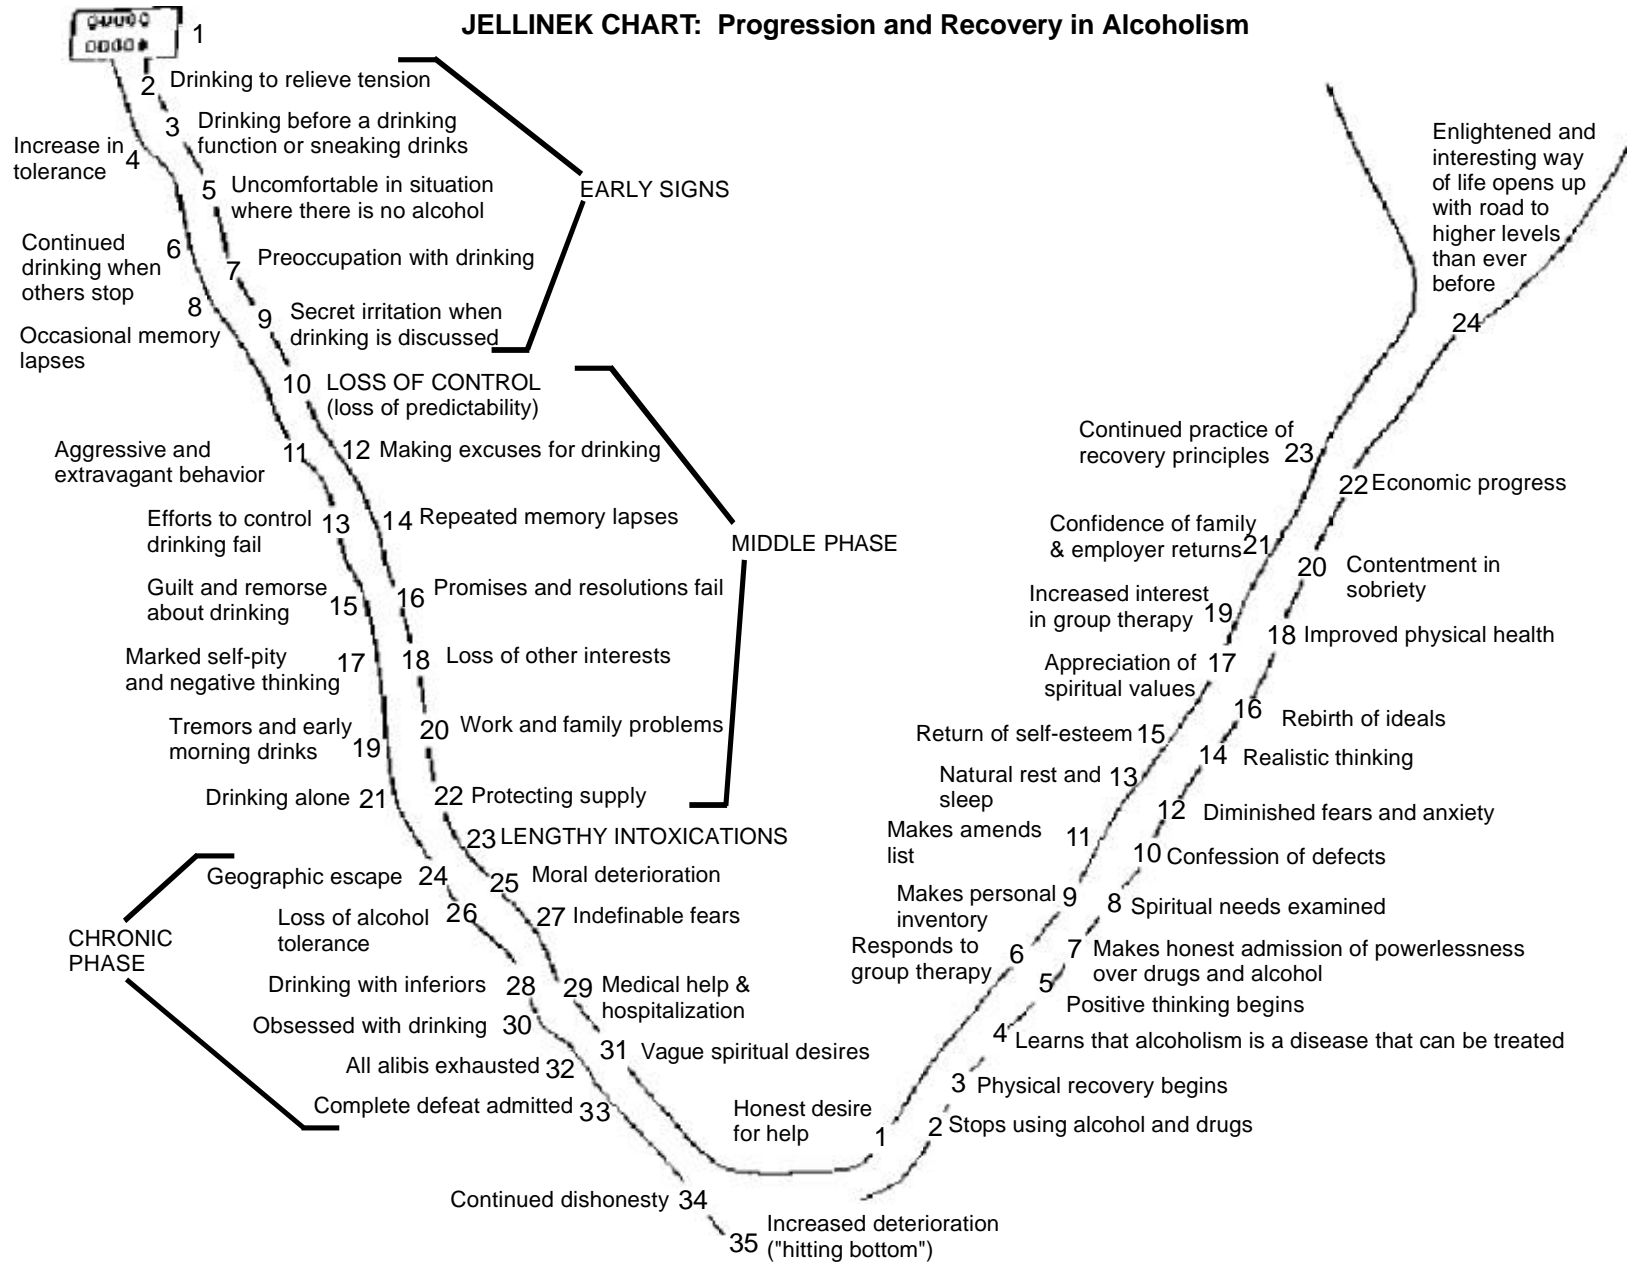 JELLINEK CHART: Progression and Recovery in Alcoholism
1
2 Drinking to relieve tension
3 Drinking before a drinking
function or sneaking drinks
Increase in
tolerance 4
5 Uncomfortable in situation
where there is no alcohol
EARLY SIGNS
Continued
drinking when
others stop
6
7 Preoccupation with drinking
8
Occasional memory
lapses
9 Secret irritation when
drinking is discussed
10 LOSS OF CONTROL
(loss of predictability)
Aggressive and
extravagant behavior
11
12 Making excuses for drinking
Efforts to control
drinking fail
13
14 Repeated memory lapses
MIDDLE PHASE
Guilt and remorse
about drinking
15
16 Promises and resolutions fail
Marked self-pity
and negative thinking
17
18 Loss of other interests
Tremors and early
morning drinks
19
20 Work and family problems
Drinking alone 21
22 Protecting supply
23 LENGTHY INTOXICATIONS
Geographic escape 24
25 Moral deterioration
Loss of alcohol
tolerance
26
27 Indefinable fears
CHRONIC
PHASE
Drinking with inferiors 28
29 Medical help &
hospitalization
Obsessed with drinking 30
31 Vague spiritual desires
All alibis exhausted 32
Complete defeat admitted 33
Continued dishonesty 34
35 Increased deterioration
("hitting bottom")
Honest desire
for help
1
2 Stops using alcohol and drugs
3 Physical recovery begins
4 Learns that alcoholism is a disease that can be treated
5
Positive thinking begins
Responds to
group therapy
6
7 Makes honest admission of powerlessness
over drugs and alcohol
8 Spiritual needs examined
Makes personal
inventory
9
10 Confession of defects
Makes amends
list
11
12 Diminished fears and anxiety
Natural rest and
sleep
13
14 Realistic thinking
Return of self-esteem 15
16 Rebirth of ideals
Appreciation of
spiritual values
17
18 Improved physical health
Increased interest
in group therapy
19
20 Contentment in
sobriety
Confidence of family
& employer returns
21
22 Economic progress
Continued practice of
recovery principles
23
24
Enlightened and
interesting way
of life opens up
with road to
higher levels
than ever
before